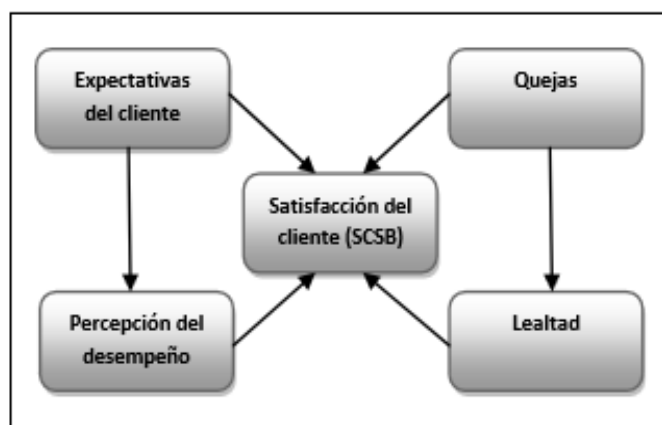 Expectativas
del cliente
Quejas
Satisfacción del
cliente (SCSB)
Percepción del
desempeño
Lealtad